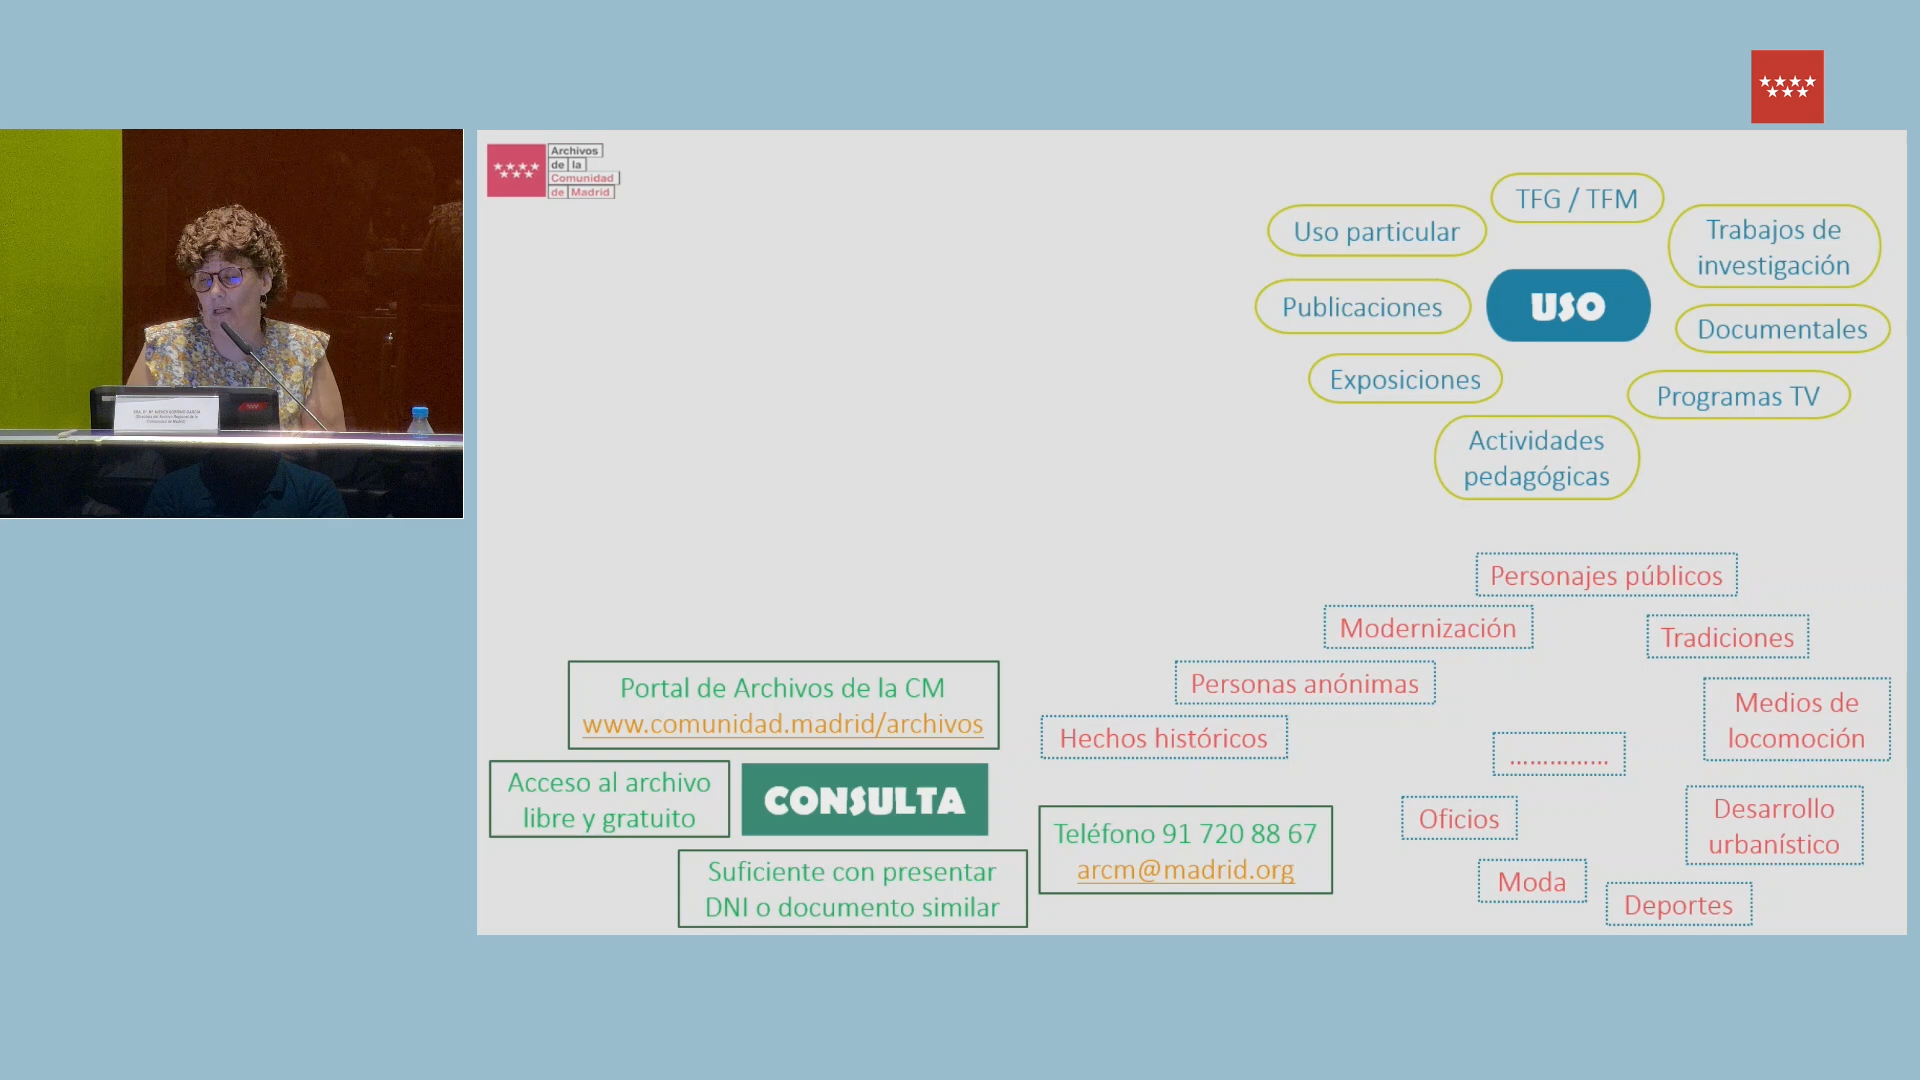 Archivos
de la
Comunidad
de Madrid
TFG / TFM
Uso particular
Trabajos de
investigación
Publicaciones
USO
Documentales
Exposiciones
Programas TV
Actividades
pedagógicas
Personajes públicos
Modernización
Tradiciones
Personas anónimas
Medios de
locomoción
Hechos históricos
...............
Oficios
Desarrollo
urbanístico
Moda
Deportes
Portal de Archivos de la CM
www.comunidad.madrid/archivos
Acceso al archivo
libre y gratuito
CONSULTA
Teléfono 91 720 88 67
arcm@madrid.org
Suficiente con presentar
DNI o documento similar